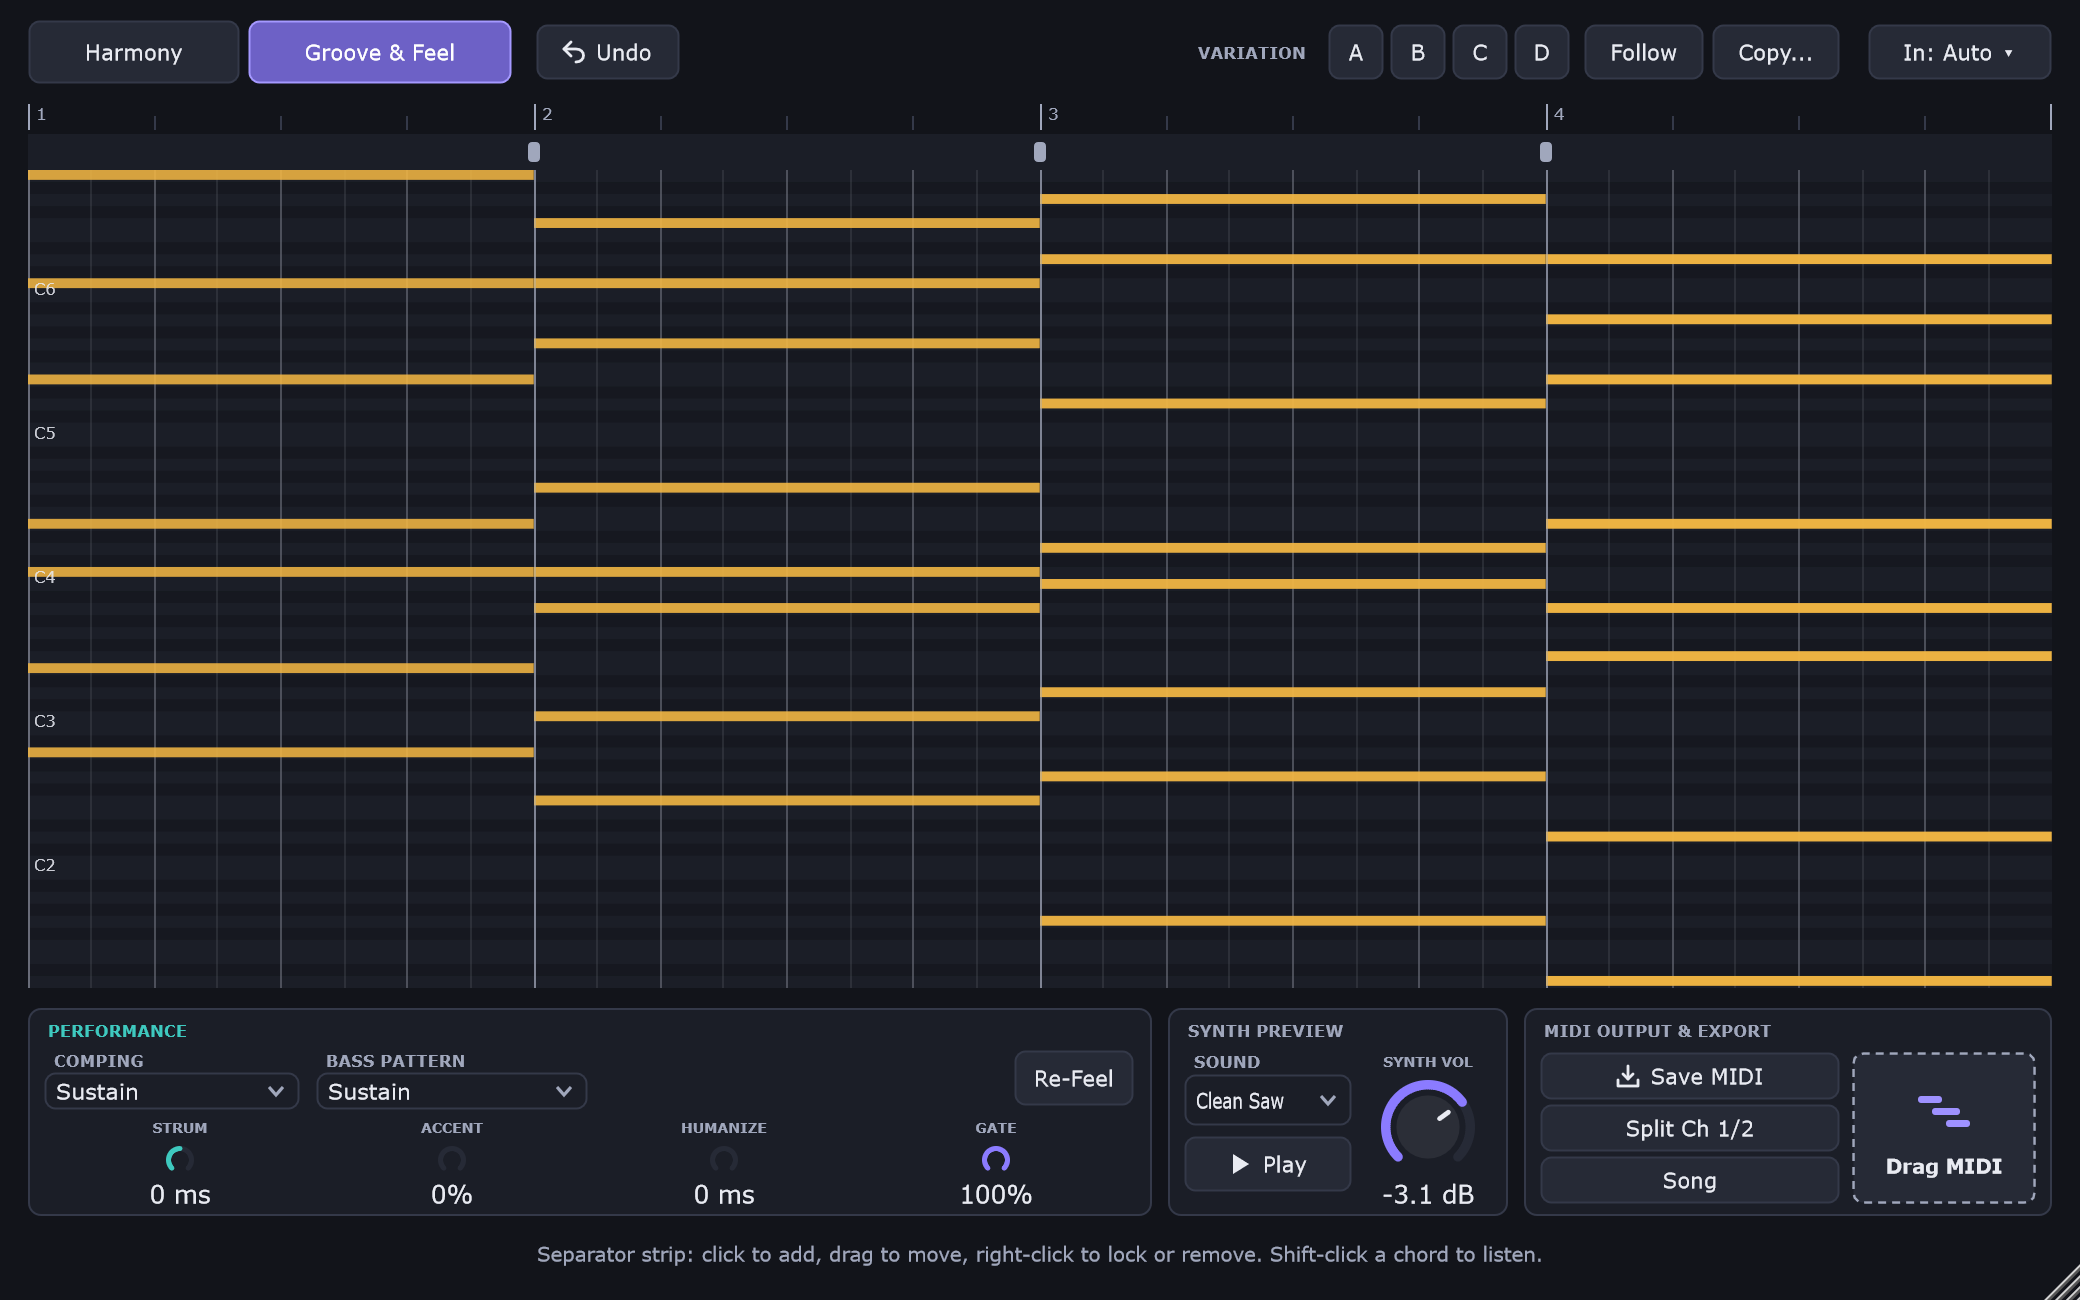 Harmony
Groove & Feel
Undo
VARIATION
A
B
C
D
Follow
Copy...
In: Auto ▾
1
2
3
4
C6
C5
C4
C3
C2
PERFORMANCE
COMPING
Sustain
BASS PATTERN
Sustain
Re-Feel
STRUM
0 ms
ACCENT
0%
HUMANIZE
0 ms
GATE
100%
SYNTH PREVIEW
SOUND
Clean Saw
Play
SYNTH VOL
-3.1 dB
MIDI OUTPUT & EXPORT
Save MIDI
Split Ch 1/2
Song
Drag MIDI
Separator strip: click to add, drag to move, right-click to lock or remove. Shift-click a chord to listen.